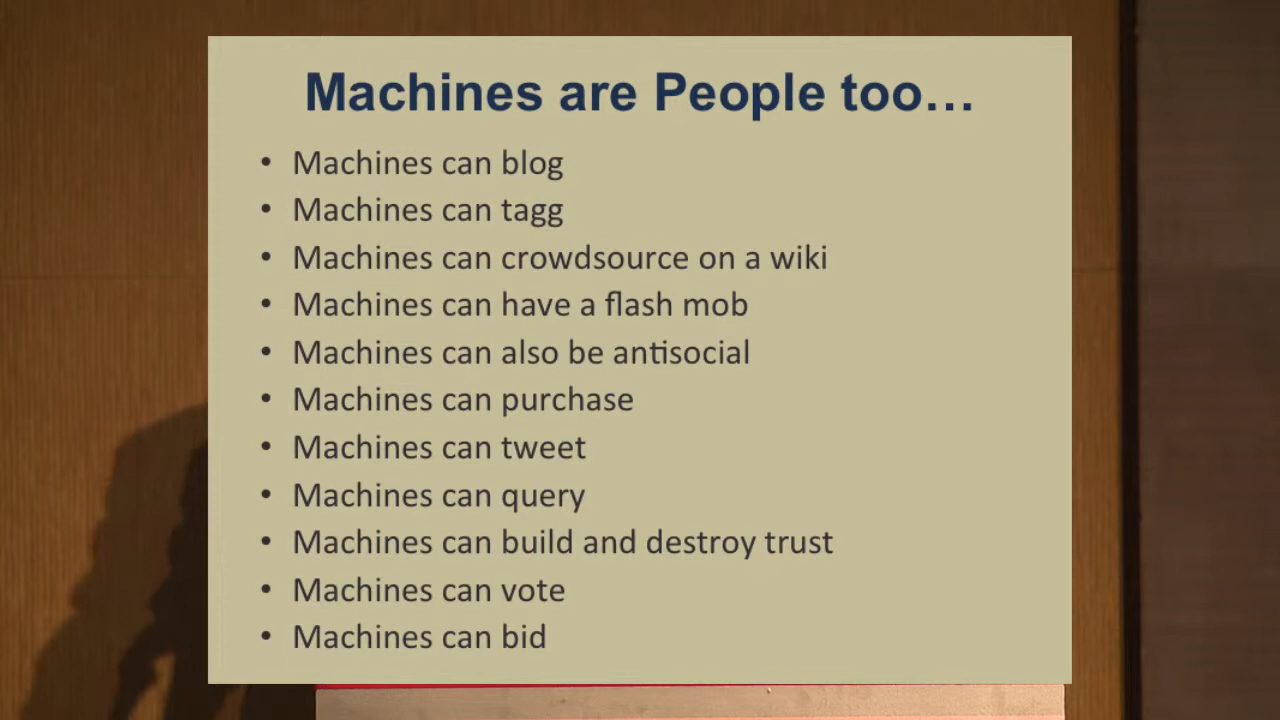 Machines are People too…
• Machines can blog
• Machines can tagg
• Machines can crowdsource on a wiki
• Machines can have a flash mob
• Machines can also be antisocial
• Machines can purchase
• Machines can tweet
• Machines can query
• Machines can build and destroy trust
• Machines can vote
• Machines can bid